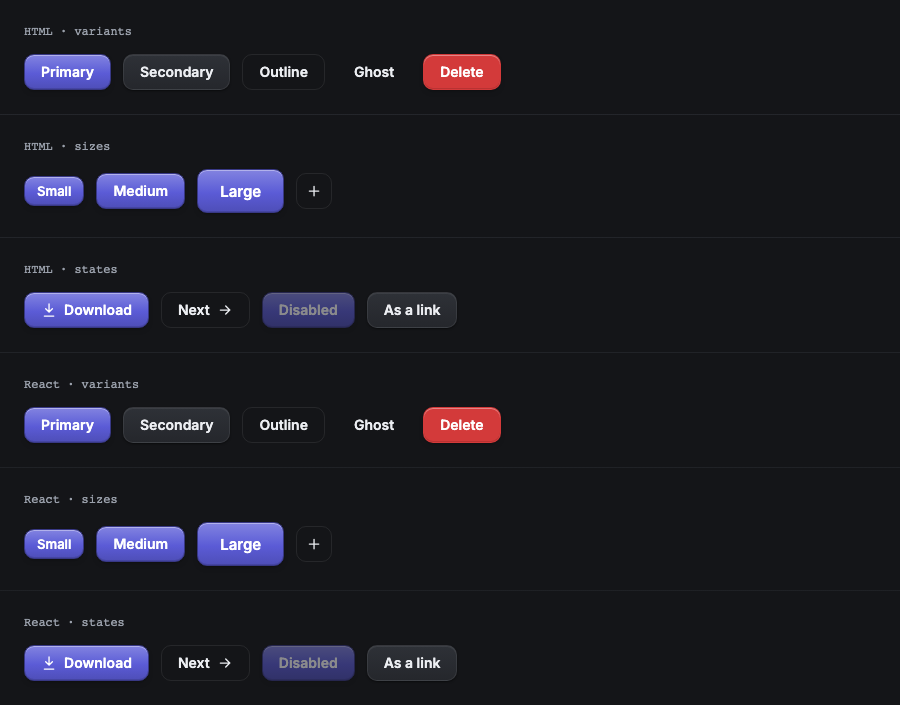 HTML · variants
Primary Secondary Outline Ghost Delete
HTML · sizes
Small Medium Large +
HTML · states
Download Next → Disabled As a link
React · variants
Primary Secondary Outline Ghost Delete
React · sizes
Small Medium Large +
React · states
Download Next → Disabled As a link